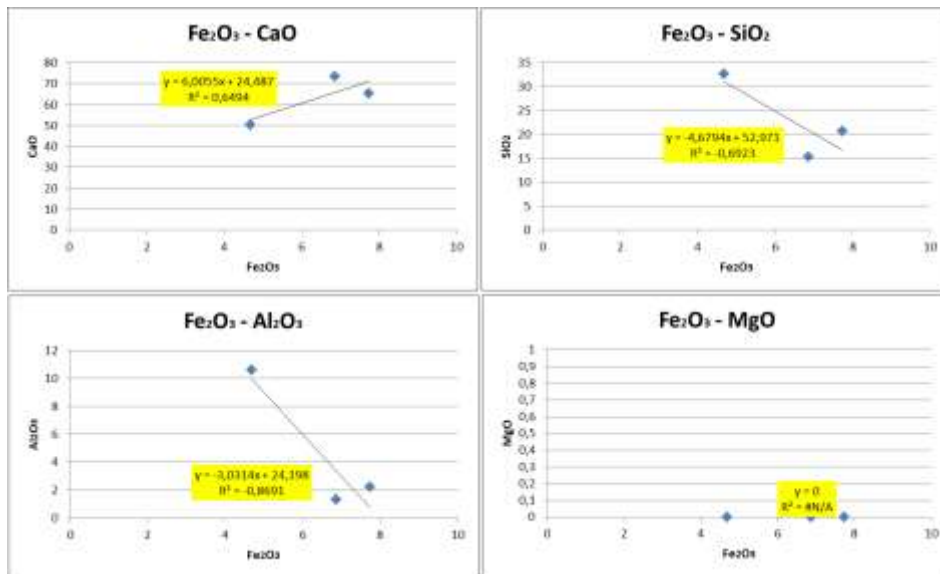 Fe₂O₃ - CaO
80
70
60
50
40
30
20
10
0
CaO
y = 6,0055x + 24,487
R² = 0,6494
0 2 4 6 8 10
Fe₂O₃
Fe₂O₃ - SiO₂
35
30
25
20
15
10
5
0
SiO₂
y = -4,6794x + 52,973
R² = -0,6923
0 2 4 6 8 10
Fe₂O₃
Fe₂O₃ - Al₂O₃
12
10
8
6
4
2
0
Al₂O₃
y = -3,0314x + 24,198
R² = -0,8691
0 2 4 6 8 10
Fe₂O₃
Fe₂O₃ - MgO
1
0,9
0,8
0,7
0,6
0,5
0,4
0,3
0,2
0,1
0
MgO
y = 0
R² = #N/A
0 2 4 6 8 10
Fe₂O₃